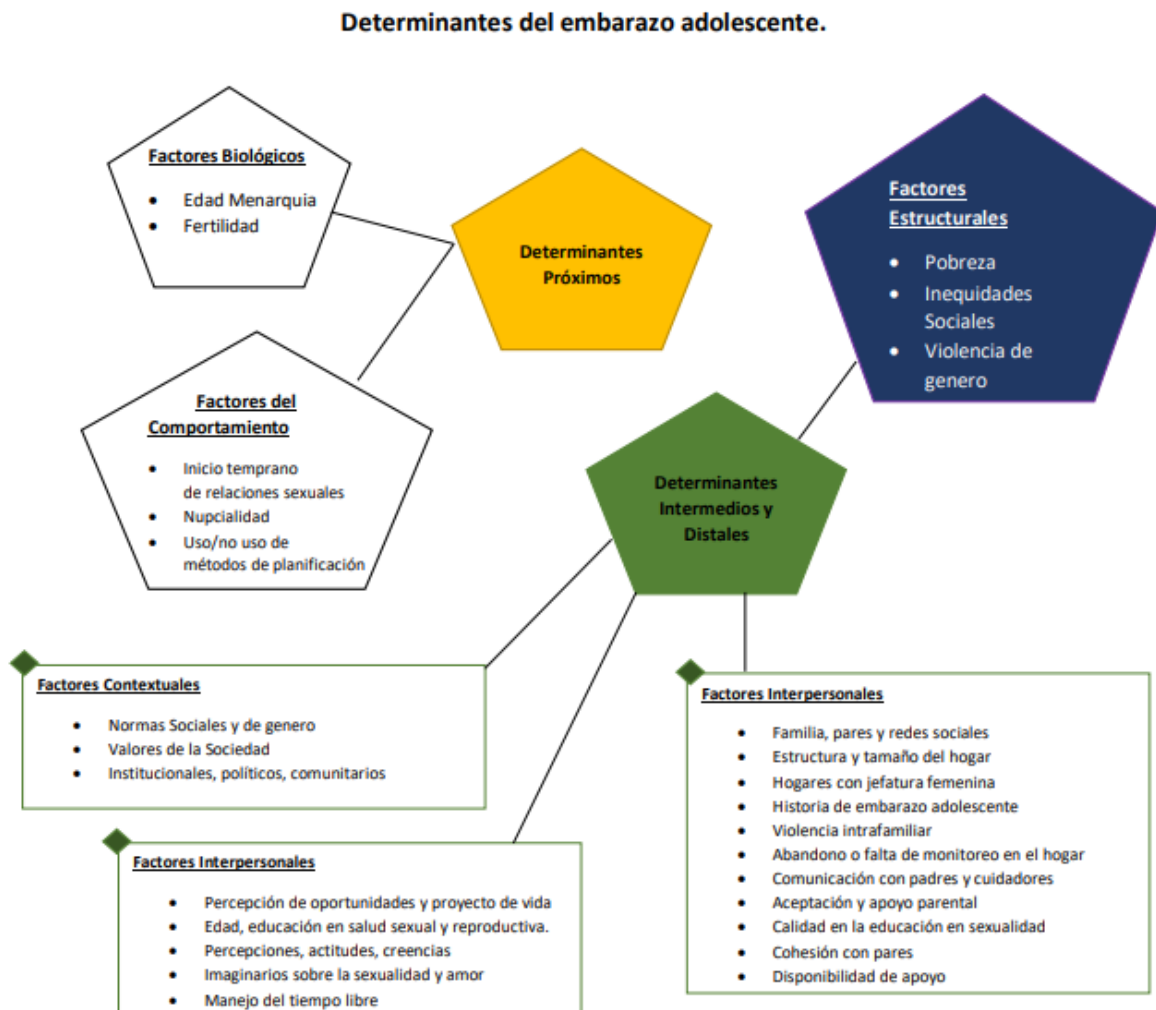 Determinantes del embarazo adolescente.
Factores Biológicos
• Edad Menarquia
• Fertilidad
Determinantes
Próximos
Factores
Estructurales
• Pobreza
• Inequidades
Sociales
• Violencia de
genero
Factores del
Comportamiento
• Inicio temprano
de relaciones sexuales
• Nupcialidad
• Uso/no uso de
métodos de planificación
Determinantes
Intermedios y
Distales
Factores Contextuales
• Normas Sociales y de genero
• Valores de la Sociedad
• Institucionales, políticos, comunitarios
Factores Interpersonales
• Familia, pares y redes sociales
• Estructura y tamaño del hogar
• Hogares con jefatura femenina
• Historia de embarazo adolescente
• Violencia intrafamiliar
• Abandono o falta de monitoreo en el hogar
• Comunicación con padres y cuidadores
• Aceptación y apoyo parental
• Calidad en la educación en sexualidad
• Cohesión con pares
• Disponibilidad de apoyo
Factores Interpersonales
• Percepción de oportunidades y proyecto de vida
• Edad, educación en salud sexual y reproductiva.
• Percepciones, actitudes, creencias
• Imaginarios sobre la sexualidad y amor
• Manejo del tiempo libre